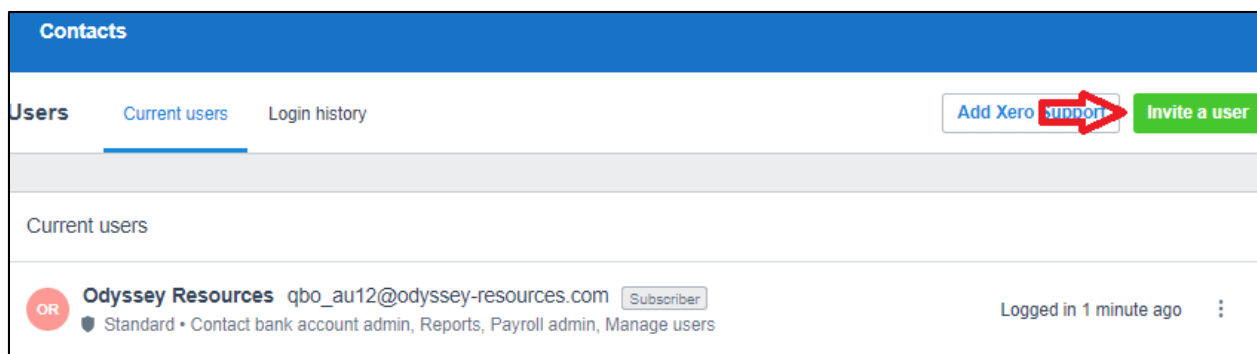 Contacts
Users Current users Login history Add Xero Support Invite a user
Current users
Odyssey Resources qbo_au12@odyssey-resources.com Subscriber
OR Logged in 1 minute ago
Standard • Contact bank account admin, Reports, Payroll admin, Manage users